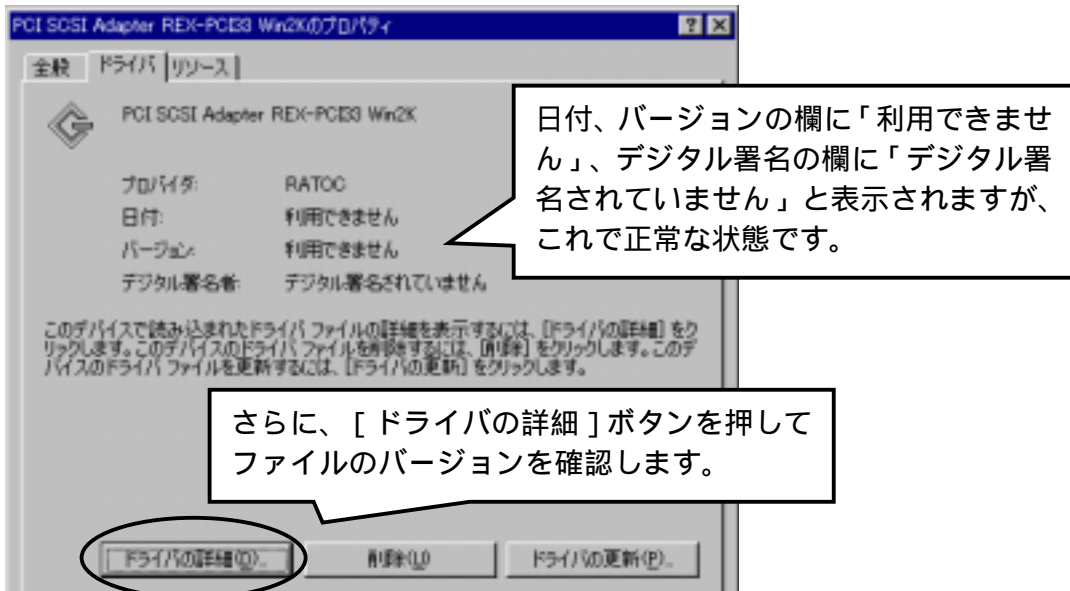 PCI SCSI Adapter REX-PCI33 Win2Kのプロパティ
全般 ドライバ リソース
PCI SCSI Adapter REX-PCI33 Win2K
プロバイダ: RATOC
日付: 利用できません
バージョン: 利用できません
デジタル署名者: デジタル署名されていません
日付、バージョンの欄に「利用できませ
ん」、デジタル署名の欄に「デジタル署
名されていません」と表示されますが、
これで正常な状態です。
このデバイスで読み込まれたドライバ ファイルの詳細を表示するには、[ドライバの詳細] をク
リックします。このデバイスのドライバ ファイルを削除するには、[削除] をクリックします。このデ
バイスのドライバ ファイルを更新するには、[ドライバの更新] をクリックします。
さらに、[ドライバの詳細]ボタンを押して
ファイルのバージョンを確認します。
ドライバの詳細(D)... 削除(U) ドライバの更新(P)...